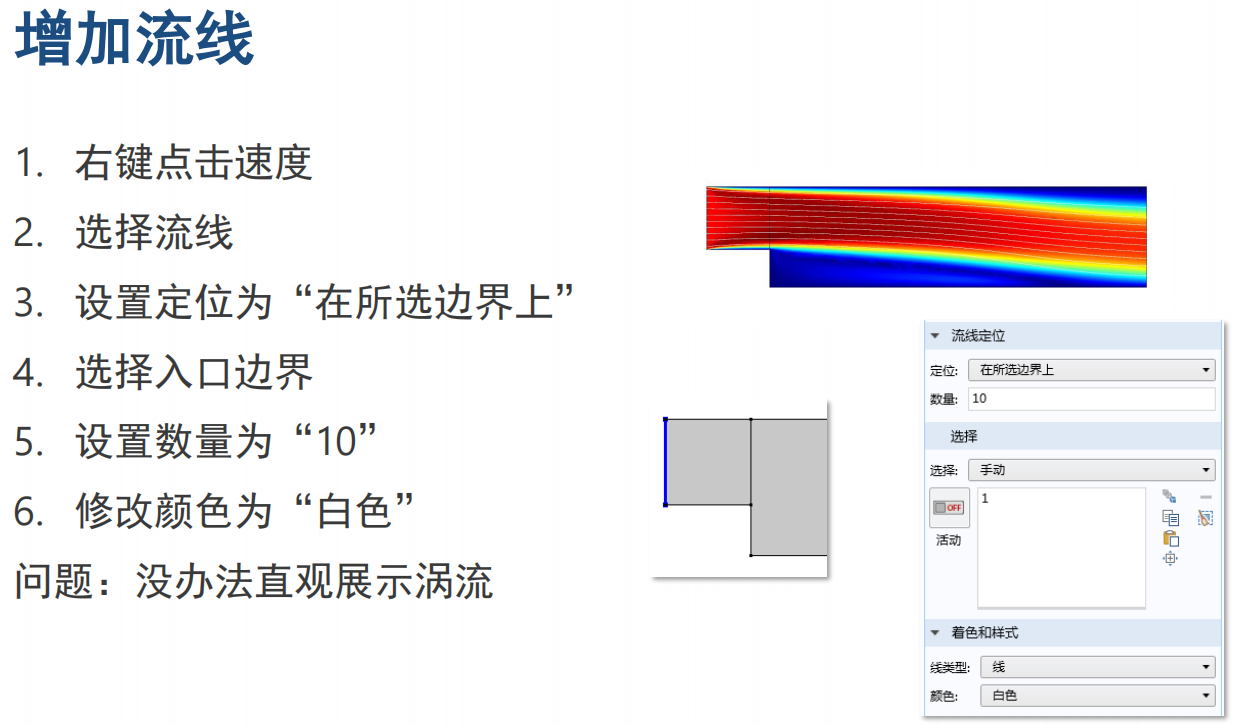 增加流线
1. 右键点击速度
2. 选择流线
3. 设置定位为“在所选边界上”
4. 选择入口边界
5. 设置数量为“10”
6. 修改颜色为“白色”
问题：没办法直观展示涡流
流线定位
定位: 在所选边界上
数量: 10
选择
选择: 手动
OFF
1
活动
着色和样式
线类型: 线
颜色: 白色